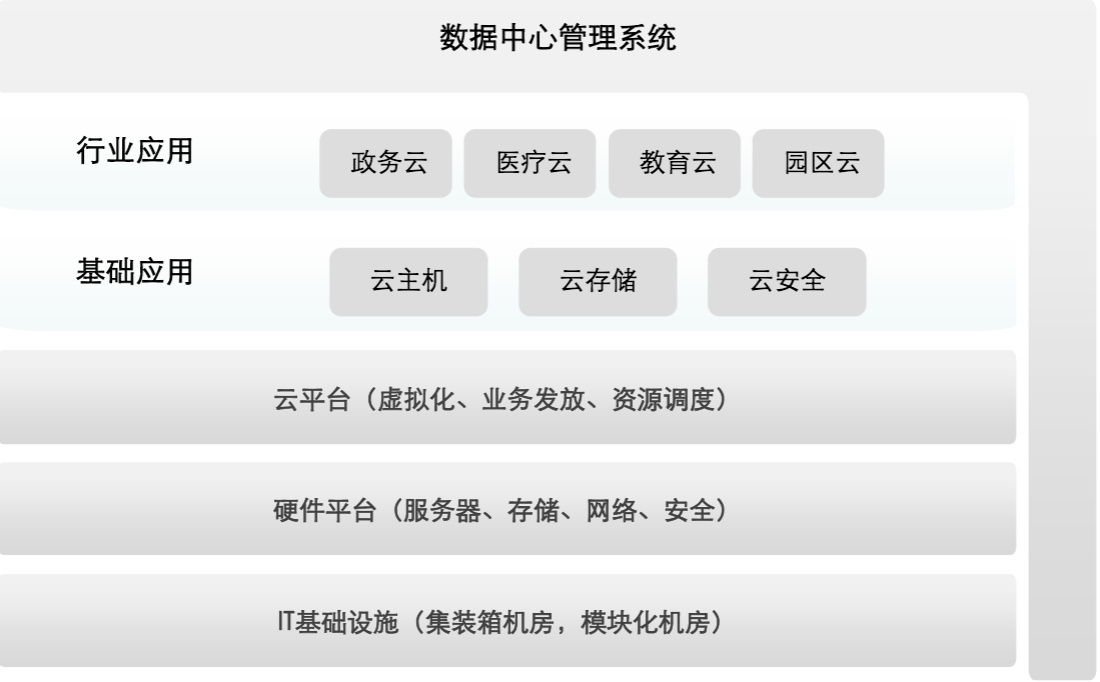 数据中心管理系统
行业应用
政务云 医疗云 教育云 园区云
基础应用
云主机 云存储 云安全
云平台（虚拟化、业务发放、资源调度）
硬件平台（服务器、存储、网络、安全）
IT基础设施（集装箱机房，模块化机房）